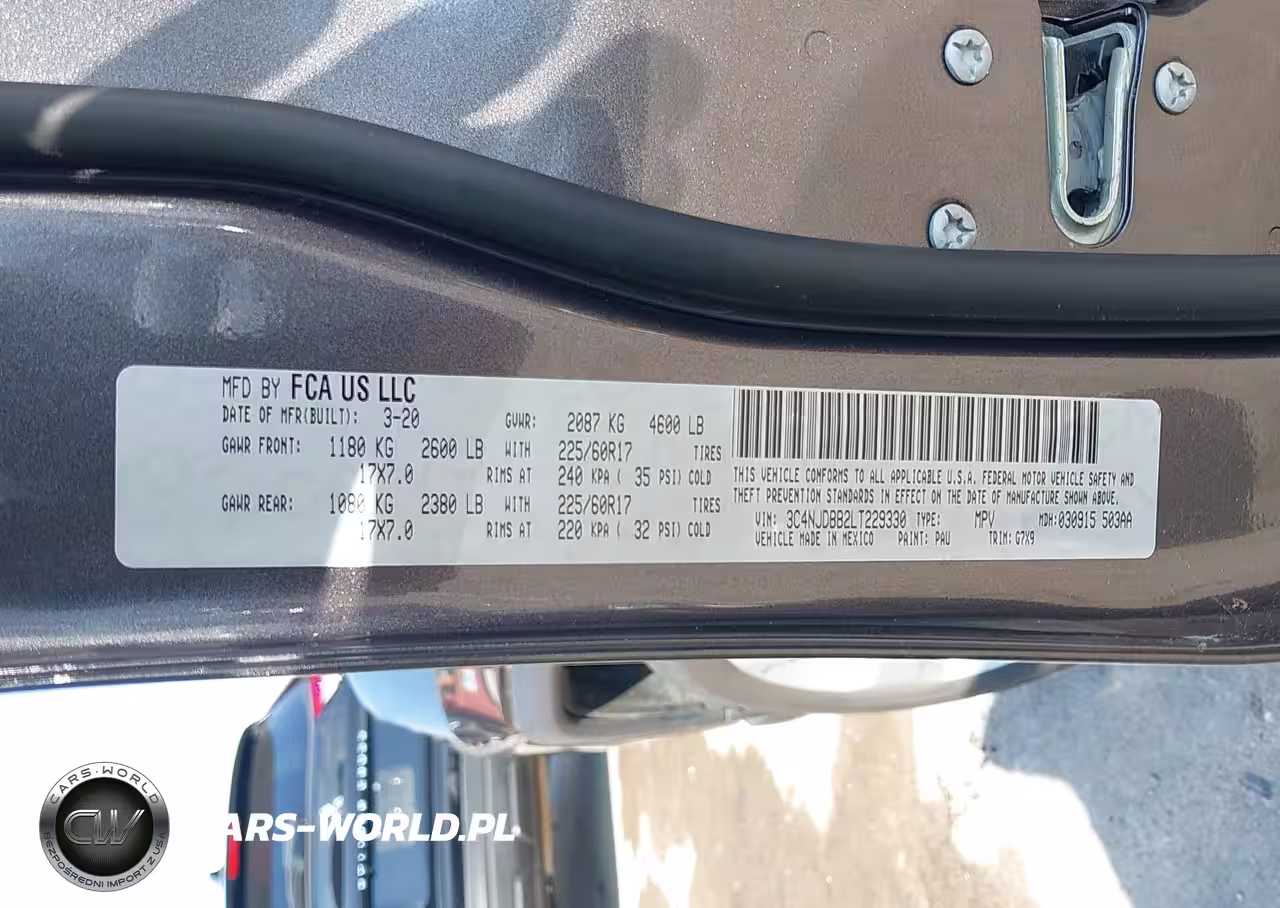 MFD BY FCA US LLC
DATE OF MFR(BUILT): 3-20 GVWR: 2087 KG 4600 LB
GAWR FRONT: 1180 KG 2600 LB WITH 225/60R17 TIRES
17X7.0 RIMS AT 240 KPA ( 35 PSI) COLD
GAWR REAR: 1080 KG 2380 LB WITH 225/60R17 TIRES
17X7.0 RIMS AT 220 KPA ( 32 PSI) COLD
THIS VEHICLE CONFORMS TO ALL APPLICABLE U.S.A. FEDERAL MOTOR VEHICLE SAFETY AND
THEFT PREVENTION STANDARDS IN EFFECT ON THE DATE OF MANUFACTURE SHOWN ABOVE.
VIN: 3C4NJDBB2LT229330 TYPE: MPV MDH:030915 503AA
VEHICLE MADE IN MEXICO PAINT: PAU TRIM: G7X9
CARS-WORLD
CW
BEZPOŚREDNI IMPORT Z USA
CARS-WORLD.PL